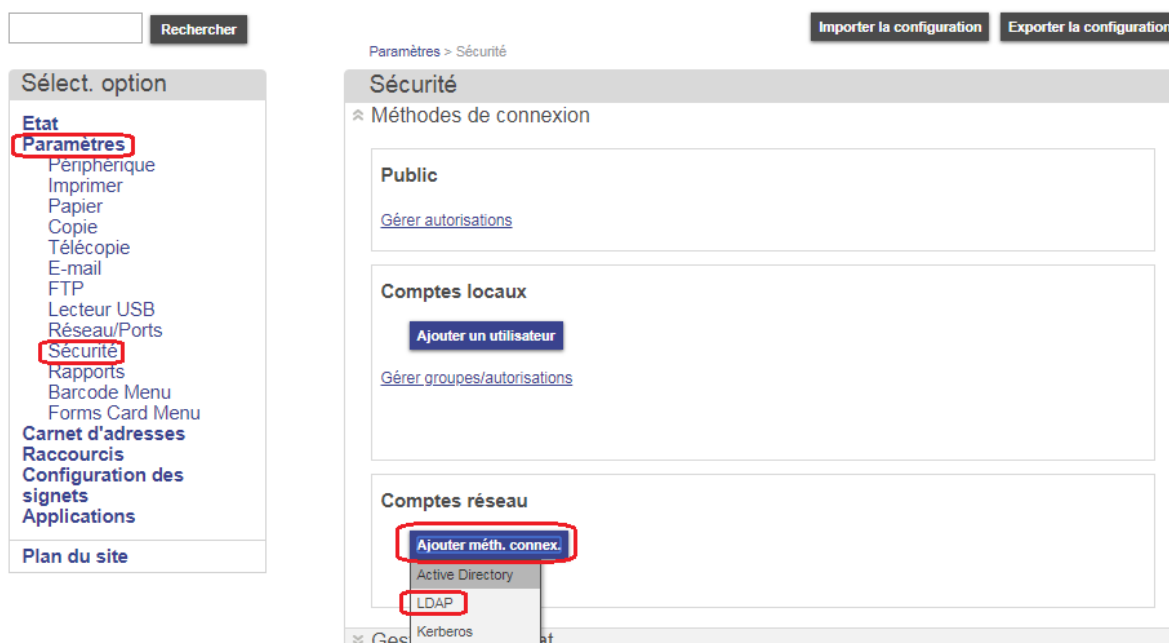 Rechercher
Importer la configuration
Exporter la configuration
Paramètres > Sécurité
Sélect. option
Etat
Paramètres
Périphérique
Imprimer
Papier
Copie
Télécopie
E-mail
FTP
Lecteur USB
Réseau/Ports
Sécurité
Rapports
Barcode Menu
Forms Card Menu
Carnet d'adresses
Raccourcis
Configuration des
signets
Applications
Plan du site
Sécurité
Méthodes de connexion
Public
Gérer autorisations
Comptes locaux
Ajouter un utilisateur
Gérer groupes/autorisations
Comptes réseau
Ajouter méth. connex.
Active Directory
LDAP
Kerberos